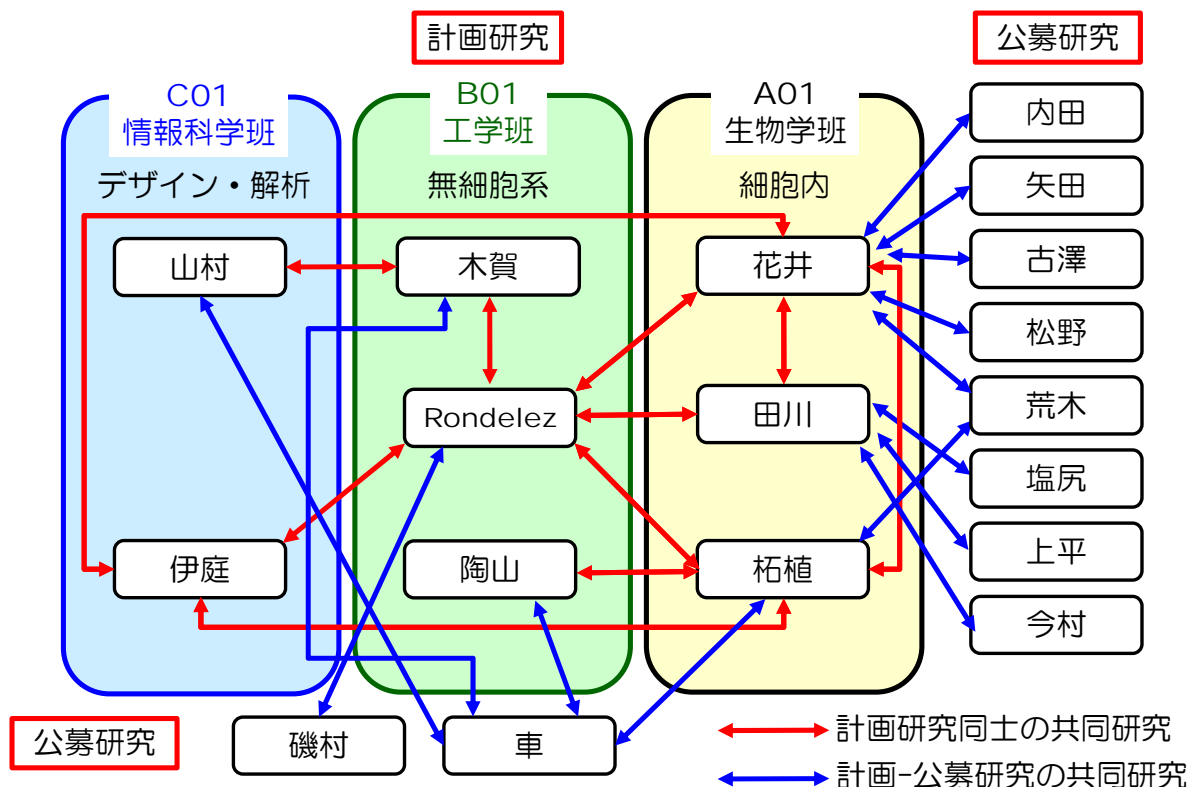 計画研究
公募研究
C01
情報科学班
デザイン・解析
B01
工学班
無細胞系
A01
生物学班
細胞内
山村
木賀
花井
Rondelez
田川
伊庭
陶山
柘植
内田
矢田
古澤
松野
荒木
塩尻
上平
今村
公募研究
磯村
車
計画研究同士の共同研究
計画-公募研究の共同研究